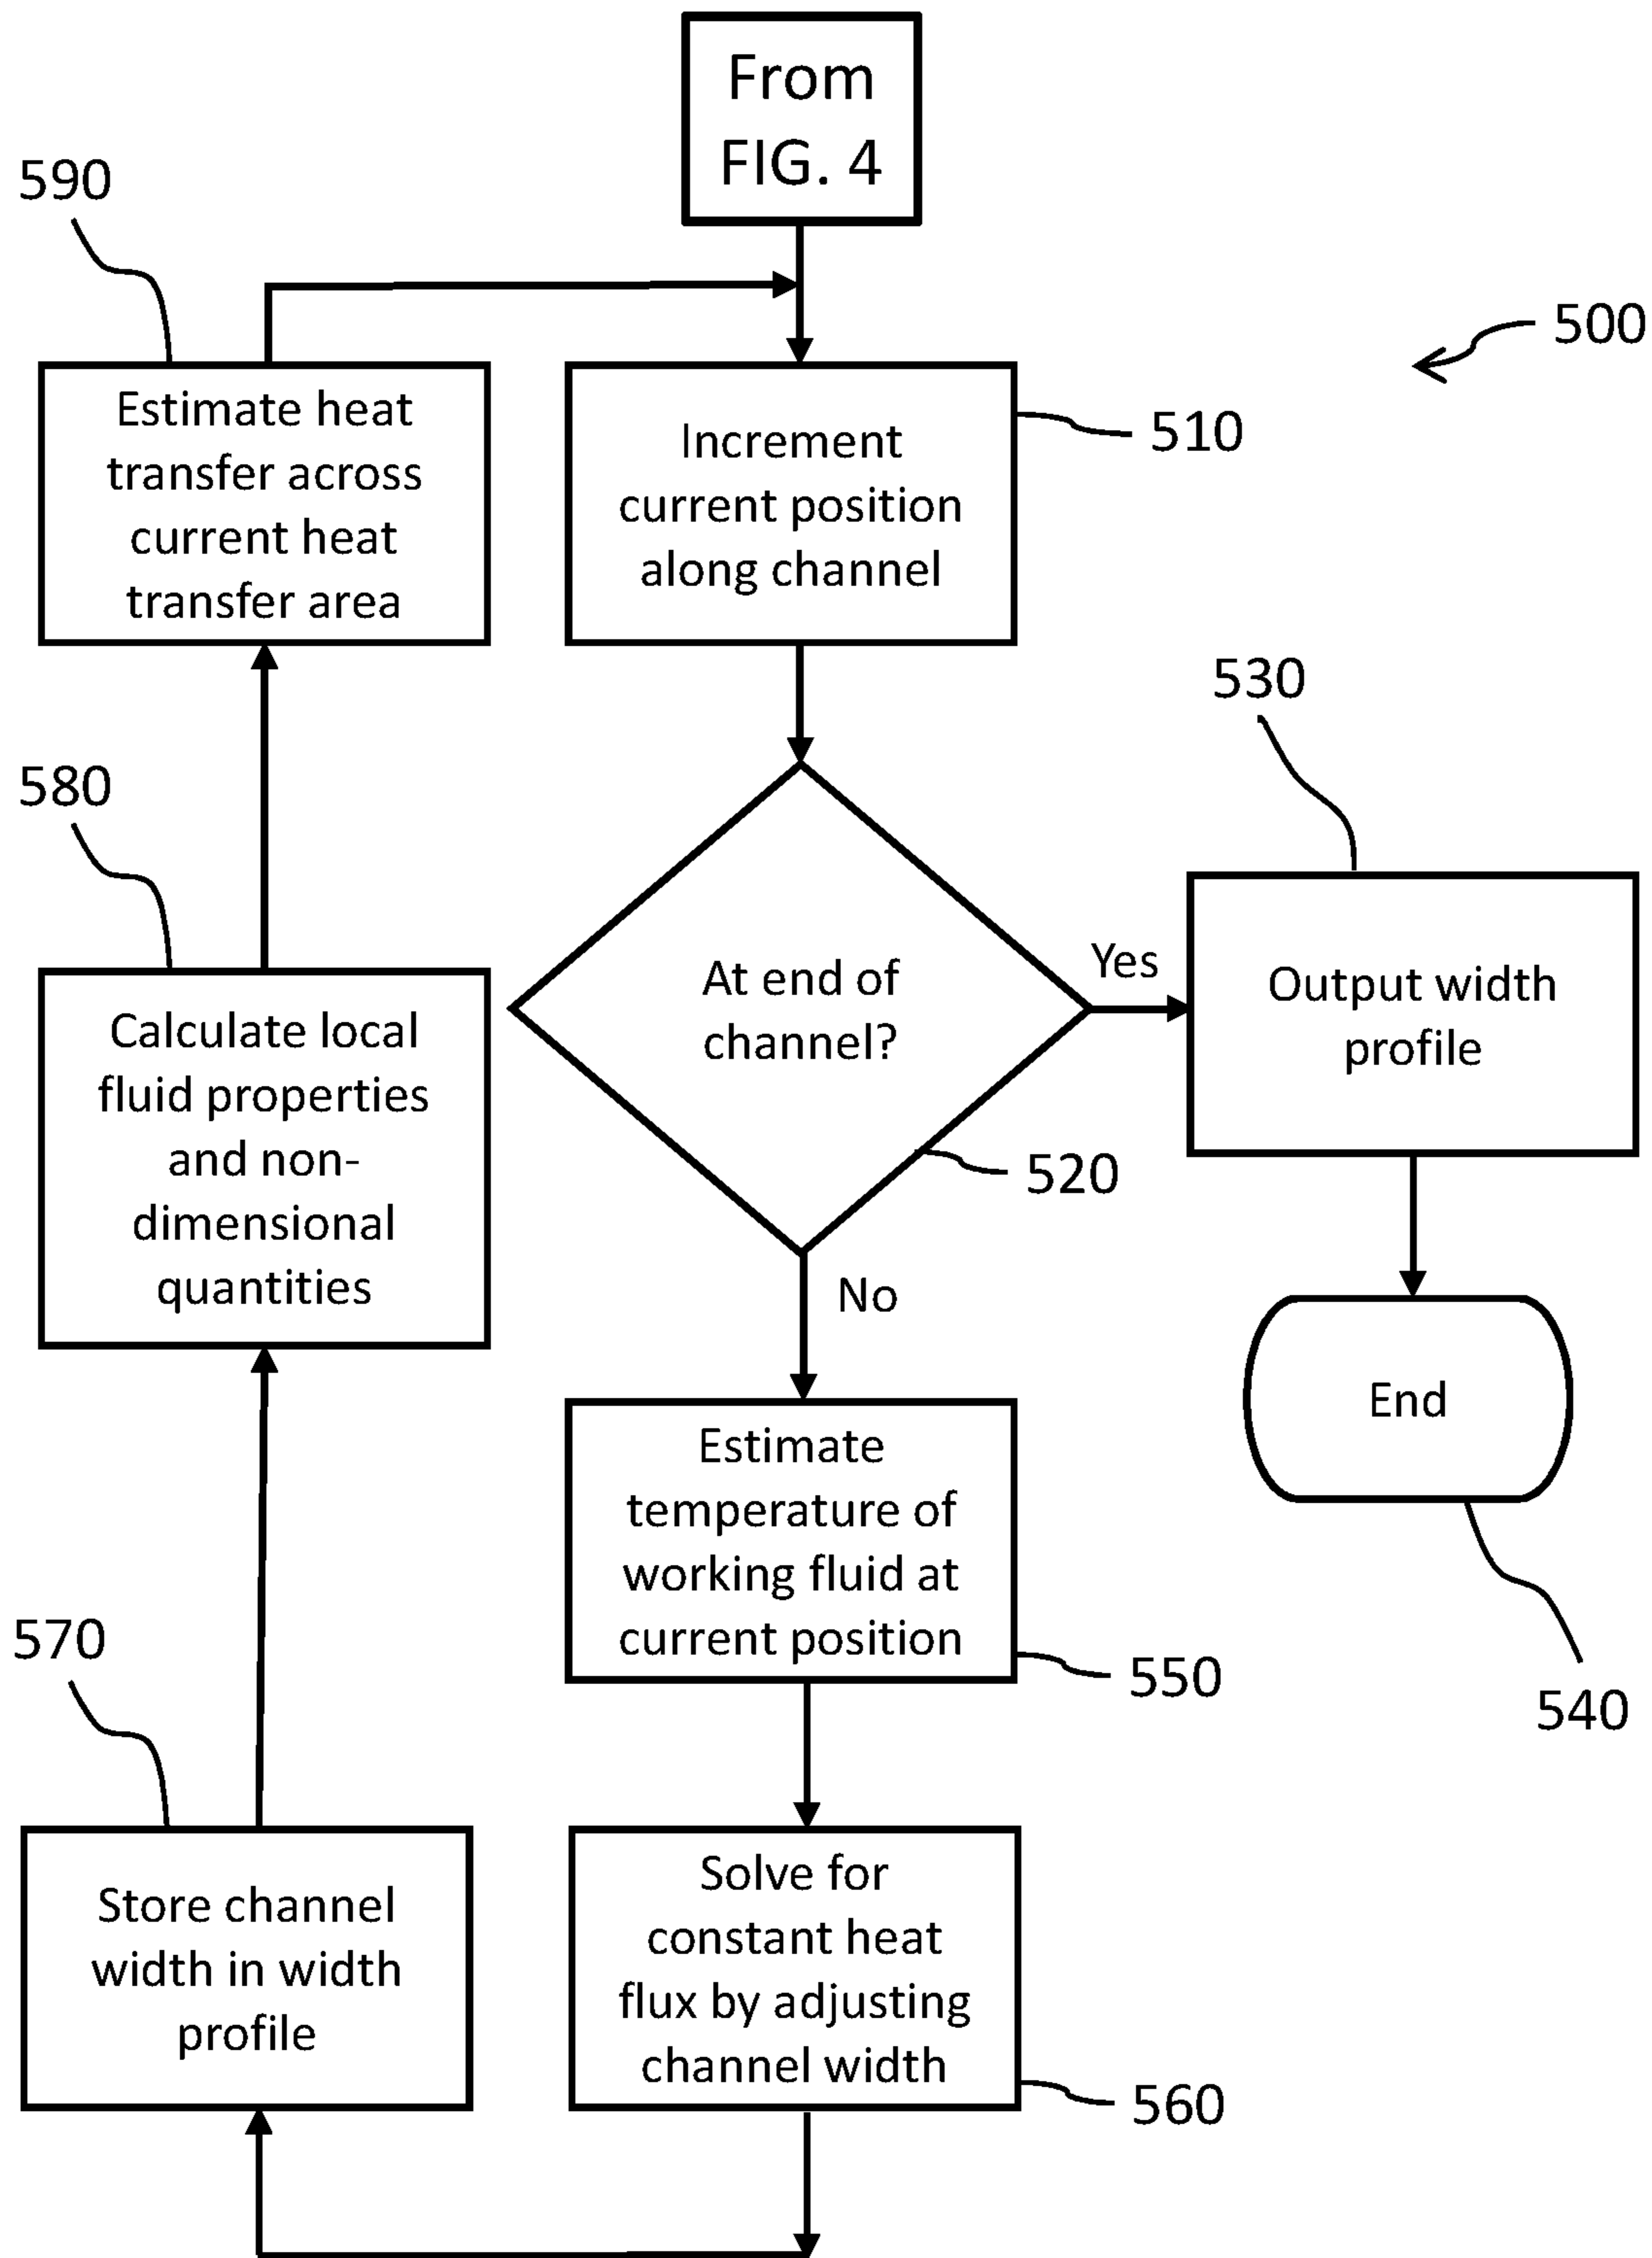 From
FIG. 4
590
500
Estimate heat
transfer across
current heat
transfer area
Increment
current position
along channel
510
530
580
At end of
channel?
Yes
Output width
profile
Calculate local
fluid properties
and non-
dimensional
quantities
520
No
End
Estimate
temperature of
working fluid at
current position
570
550
540
Store channel
width in width
profile
Solve for
constant heat
flux by adjusting
channel width
560